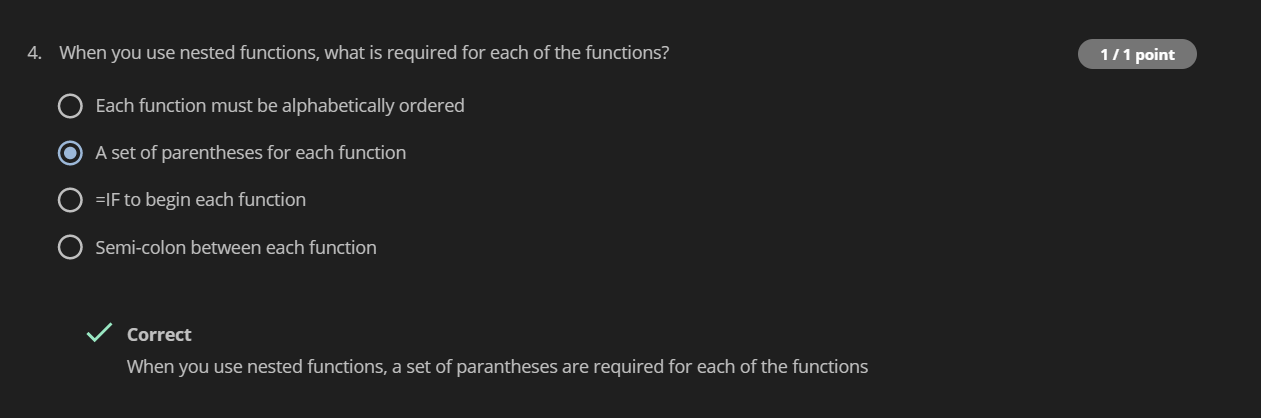 4. When you use nested functions, what is required for each of the functions?
1 / 1 point
Each function must be alphabetically ordered
A set of parentheses for each function
=IF to begin each function
Semi-colon between each function
Correct
When you use nested functions, a set of parantheses are required for each of the functions